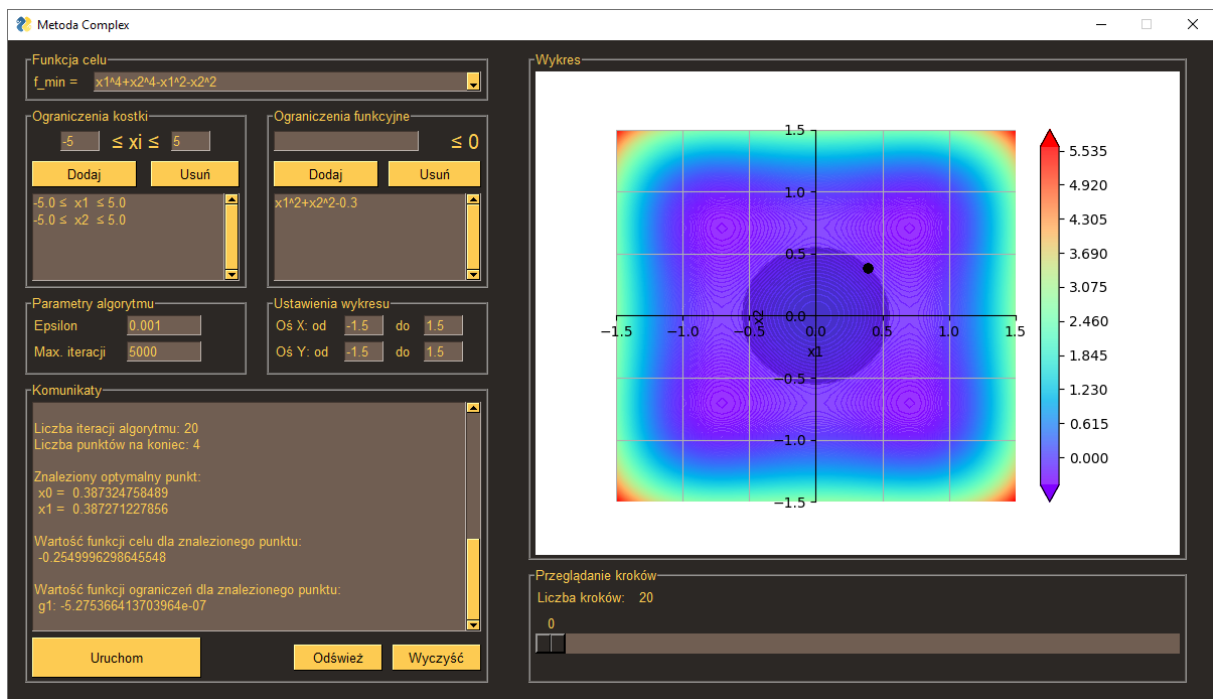 Metoda Complex
Funkcja celu
f_min = x1^4+x2^4-x1^2-x2^2
Ograniczenia kostki
-5 ≤ xi ≤ 5
Dodaj Usuń
-5.0 ≤ x1 ≤ 5.0
-5.0 ≤ x2 ≤ 5.0
Ograniczenia funkcyjne
≤ 0
Dodaj Usuń
x1^2+x2^2-0.3
Parametry algorytmu
Epsilon 0.001
Max. iteracji 5000
Ustawienia wykresu
Oś X: od -1.5 do 1.5
Oś Y: od -1.5 do 1.5
Komunikaty
Liczba iteracji algorytmu: 20
Liczba punktów na koniec: 4
Znaleziony optymalny punkt:
x0 = 0.387324758489
x1 = 0.387271227856
Wartość funkcji celu dla znalezionego punktu:
-0.2549996298645548
Wartość funkcji ograniczeń dla znalezionego punktu:
g1: -5.275366413703964e-07
Uruchom Odśwież Wyczyść
Wykres
1.5
1.0
0.5
0.0
−0.5
−1.0
−1.5
x2
−1.5 −1.0 −0.5 0.0 0.5 1.0 1.5
x1
5.535
4.920
4.305
3.690
3.075
2.460
1.845
1.230
0.615
0.000
Przeglądanie kroków
Liczba kroków: 20
0